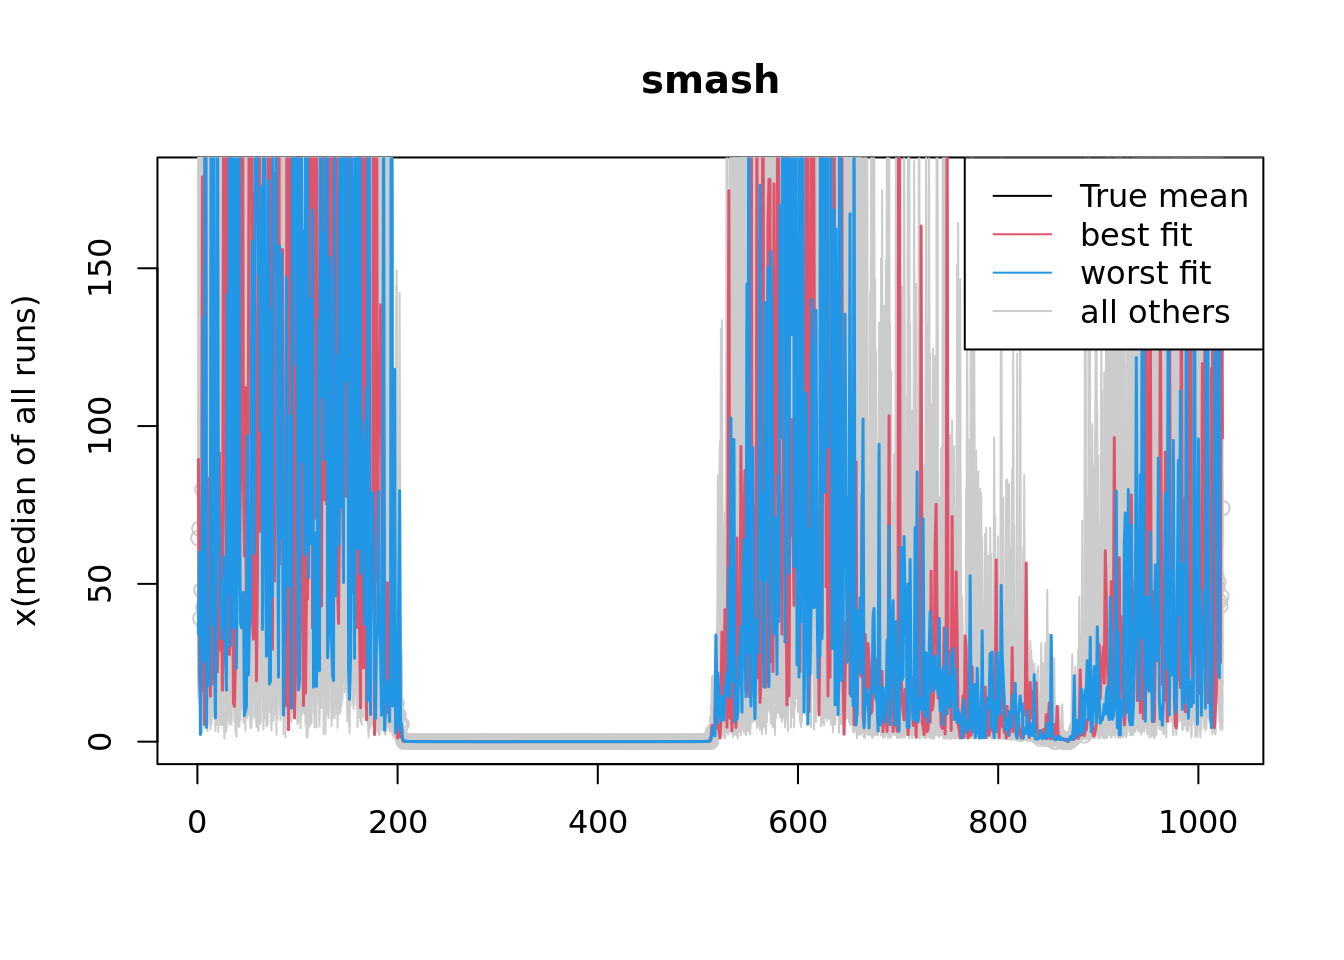 smash
x(median of all runs)
150
100
50
0
True mean
best fit
worst fit
all others
0 200 400 600 800 1000